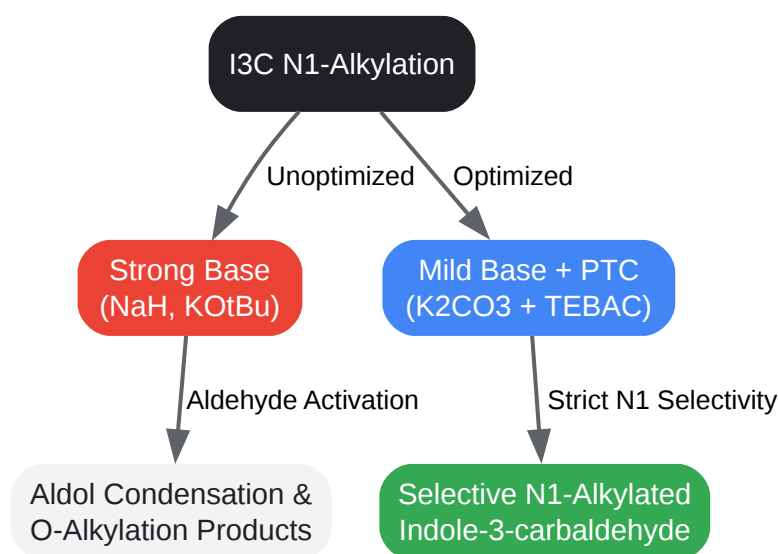 I3C N1-Alkylation
Unoptimized
Optimized
Strong Base
(NaH, KOtBu)
Mild Base + PTC
(K2CO3 + TEBAC)
Aldehyde Activation
Strict N1 Selectivity
Aldol Condensation &
O-Alkylation Products
Selective N1-Alkylated
Indole-3-carbaldehyde